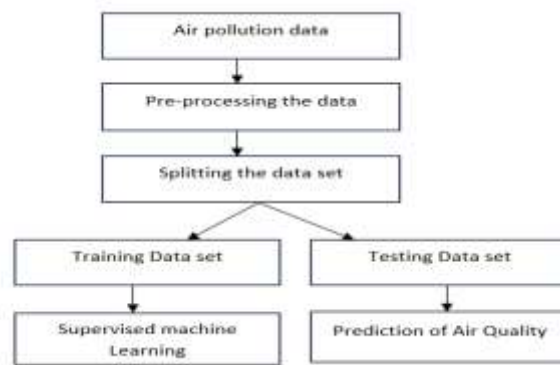 Air pollution data
Pre-processing the data
Splitting the data set
Training Data set
Testing Data set
Supervised machine
Learning
Prediction of Air Quality